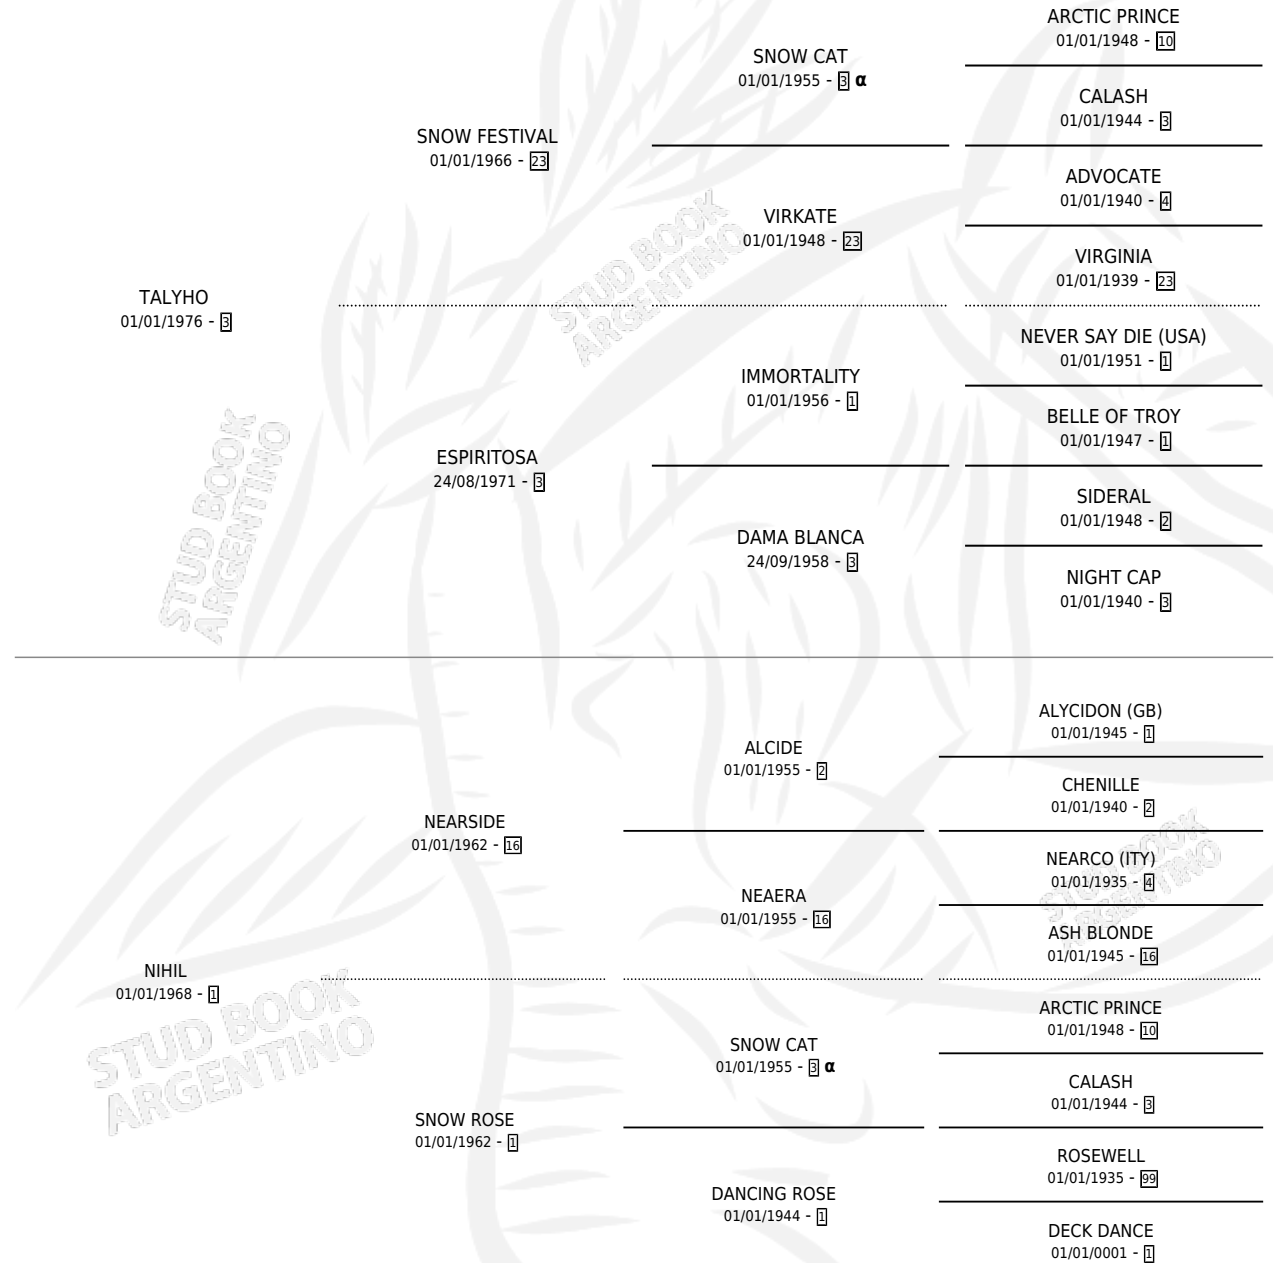 ARCTIC PRINCE
01/01/1948 - 10
SNOW CAT
01/01/1955 - 3 α
CALASH
01/01/1944 - 3
SNOW FESTIVAL
01/01/1966 - 23
ADVOCATE
01/01/1940 - 4
VIRKATE
01/01/1948 - 23
VIRGINIA
01/01/1939 - 23
TALYHO
01/01/1976 - 3
NEVER SAY DIE (USA)
01/01/1951 - 1
IMMORTALITY
01/01/1956 - 1
BELLE OF TROY
01/01/1947 - 1
ESPIRITOSA
24/08/1971 - 3
SIDERAL
01/01/1948 - 2
DAMA BLANCA
24/09/1958 - 3
NIGHT CAP
01/01/1940 - 3
ALYCIDON (GB)
01/01/1945 - 1
ALCIDE
01/01/1955 - 2
CHENILLE
01/01/1940 - 2
NEARSIDE
01/01/1962 - 16
NEARCO (ITY)
01/01/1935 - 4
NEAERA
01/01/1955 - 16
ASH BLONDE
01/01/1945 - 16
NIHIL
01/01/1968 - 1
ARCTIC PRINCE
01/01/1948 - 10
SNOW CAT
01/01/1955 - 3 α
CALASH
01/01/1944 - 3
SNOW ROSE
01/01/1962 - 1
ROSEWELL
01/01/1935 - 99
DANCING ROSE
01/01/1944 - 1
DECK DANCE
01/01/0001 - 1
STUD BOOK
ARGENTINO
STUD BOOK
ARGENTINO
STUD BOOK
ARGENTINO
STUD BOOK
ARGENTINO